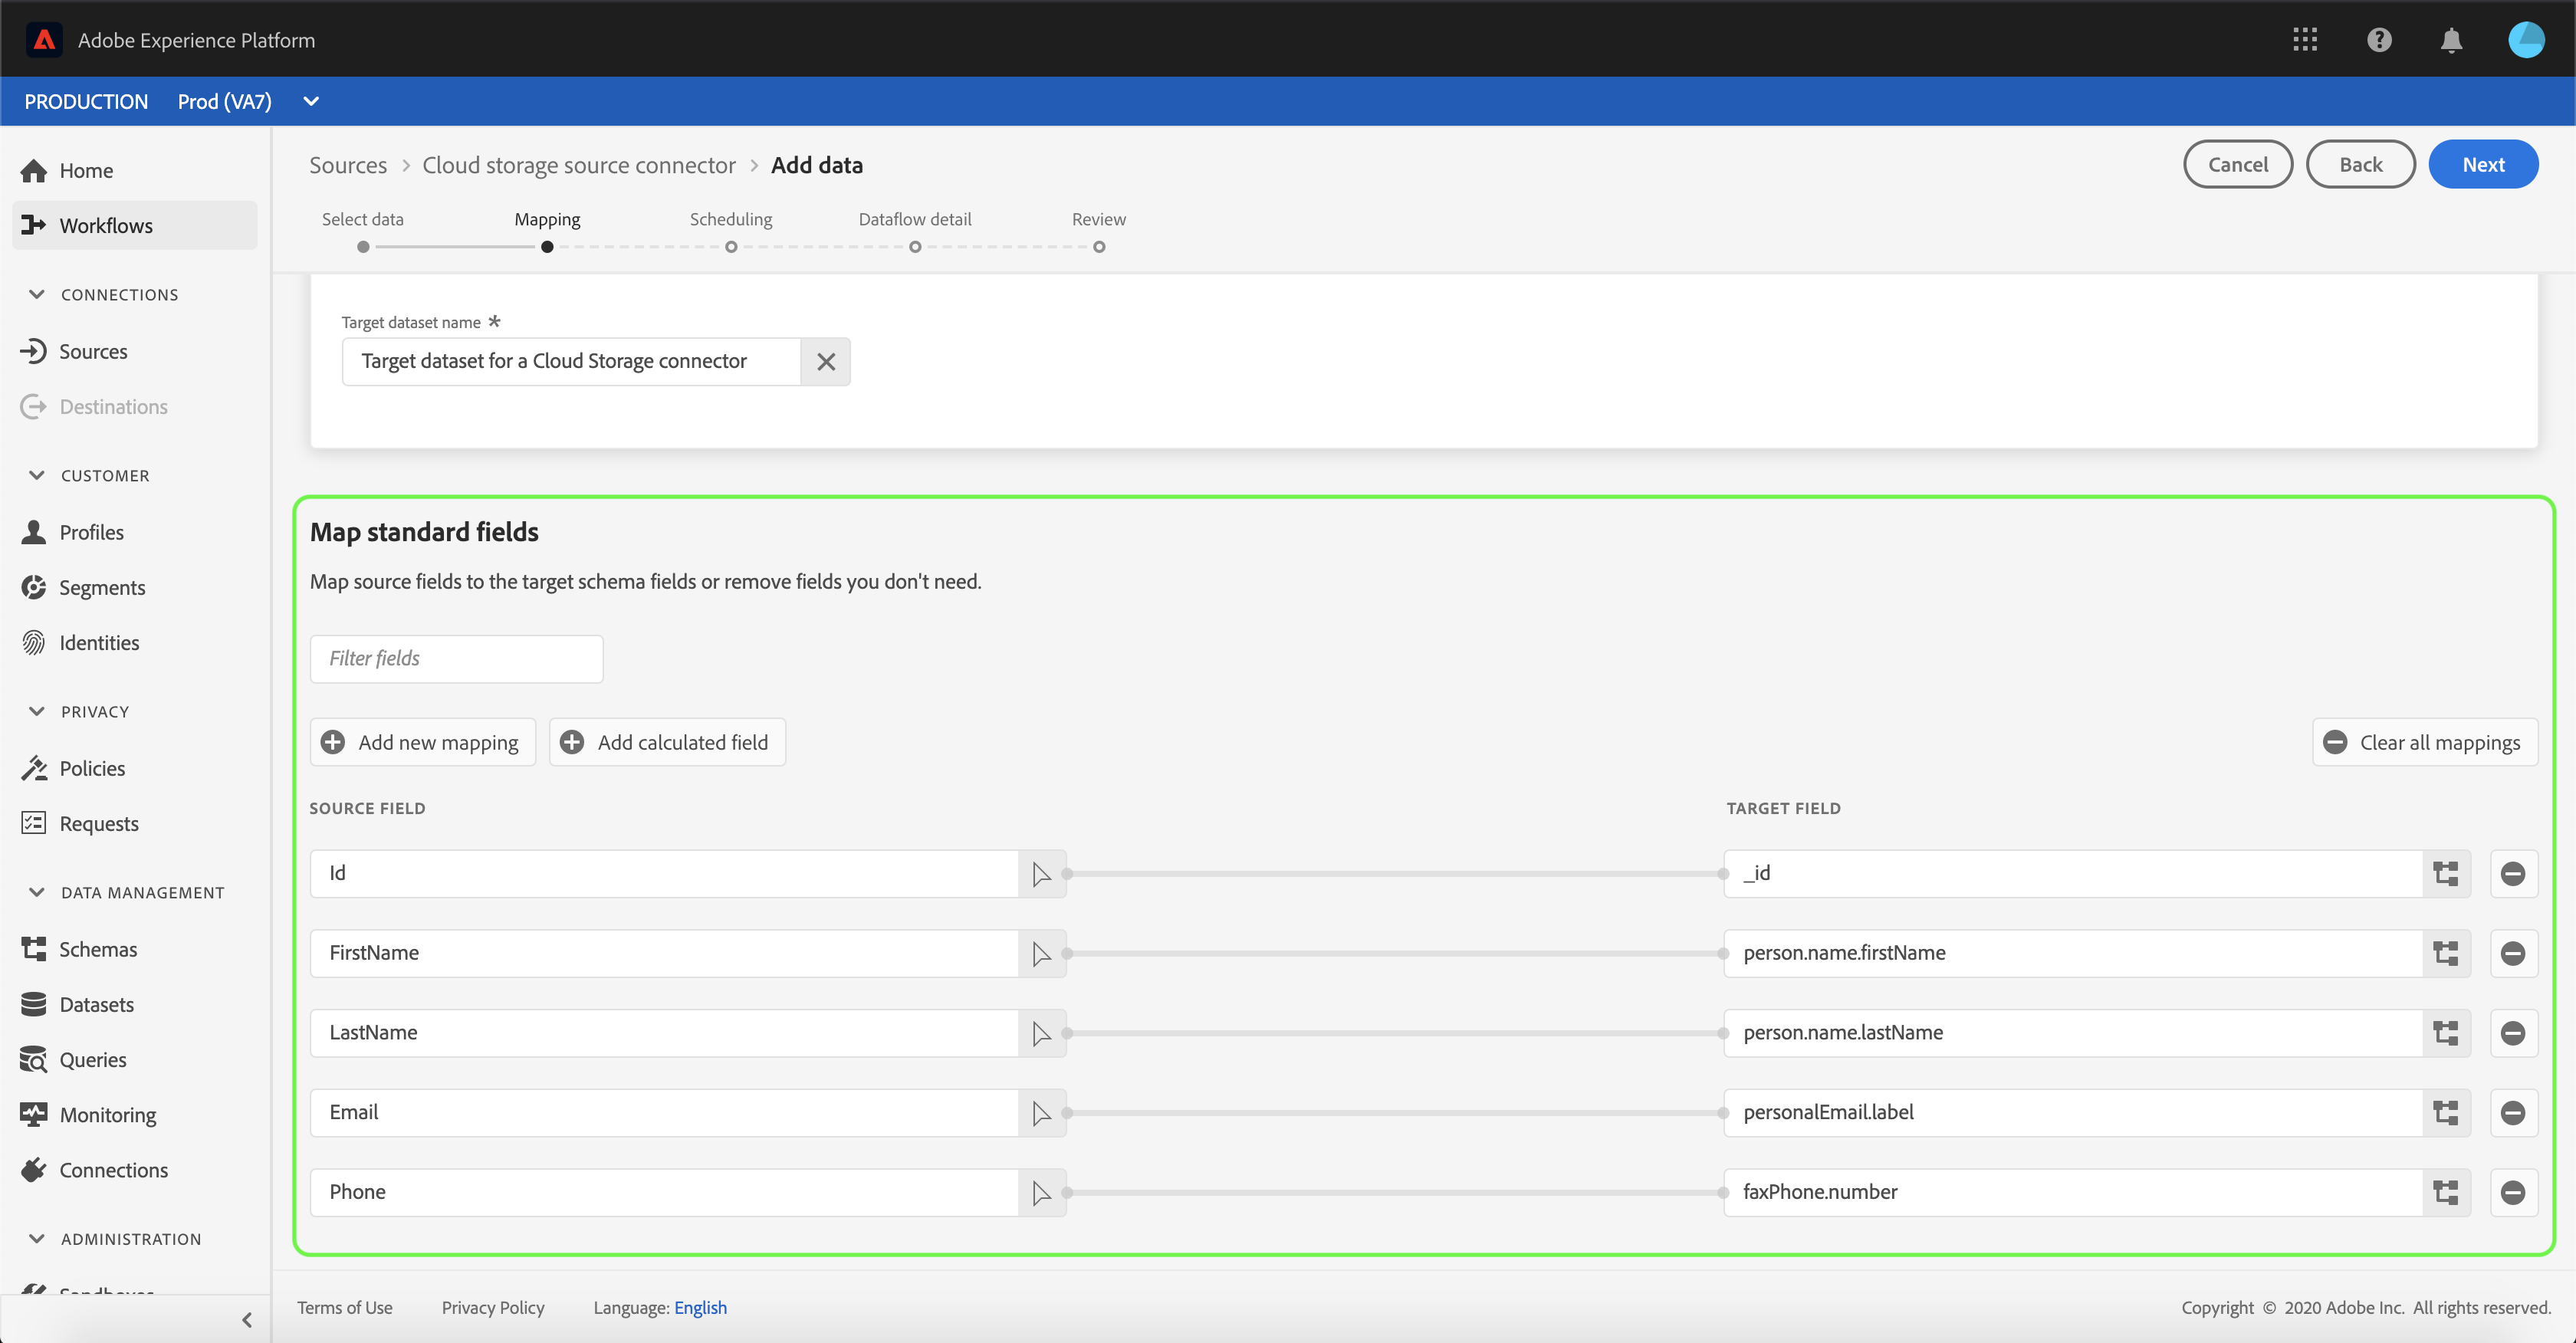 Adobe Experience Platform
PRODUCTION Prod (VA7)
Home
Workflows
CONNECTIONS
Sources
Destinations
CUSTOMER
Profiles
Segments
Identities
PRIVACY
Policies
Requests
DATA MANAGEMENT
Schemas
Datasets
Queries
Monitoring
Connections
ADMINISTRATION
Sources > Cloud storage source connector > Add data
Cancel Back Next
Select data Mapping Scheduling Dataflow detail Review
Target dataset name *
Target dataset for a Cloud Storage connector
Map standard fields
Map source fields to the target schema fields or remove fields you don't need.
Filter fields
Add new mapping Add calculated field Clear all mappings
SOURCE FIELD TARGET FIELD
Id _id
FirstName person.name.firstName
LastName person.name.lastName
Email personalEmail.label
Phone faxPhone.number
Terms of Use Privacy Policy Language: English Copyright © 2020 Adobe Inc. All rights reserved.